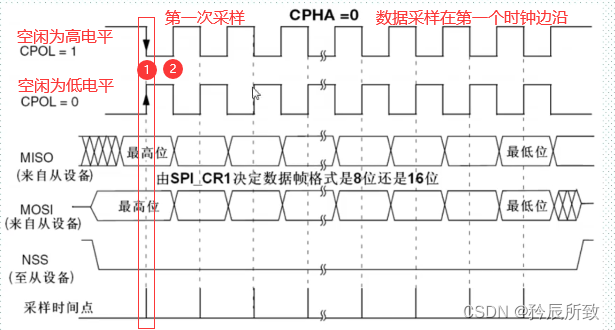 第一次采样
CPHA =0
数据采样在第一个时钟边沿
空闲为高电平
CPOL = 1
① ②
空闲为低电平
CPOL = 0
MISO
(来自从设备)
最高位
最低位
由SPI_CR1决定数据帧格式是8位还是16位
MOSI
(来自从设备)
最高位
最低位
NSS
(至从设备)
采样时间点
CSDN @矜辰所致